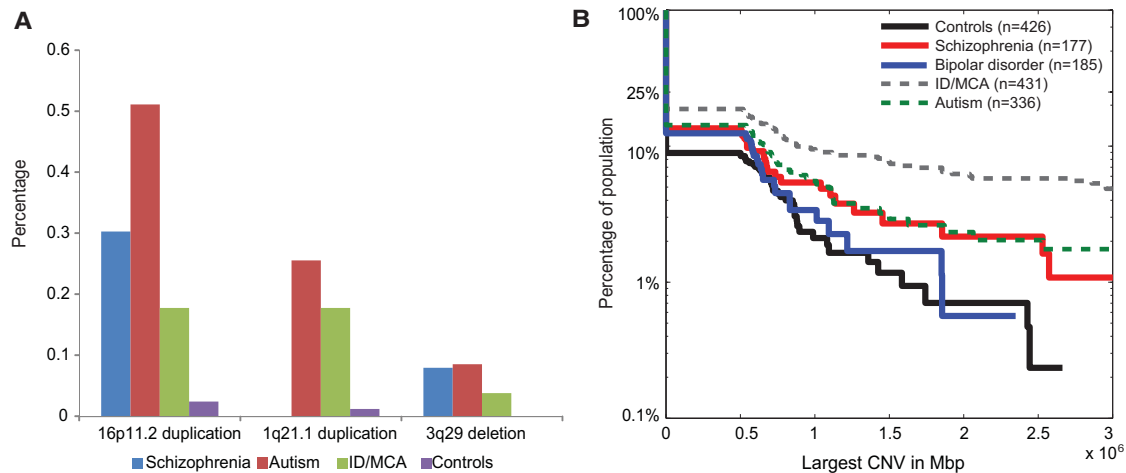 A
0.6
0.5
0.4
0.3
0.2
0.1
0
Percentage
16p11.2 duplication
1q21.1 duplication
3q29 deletion
Schizophrenia
Autism
ID/MCA
Controls
B
100%
25%
10%
1%
0.1%
Percentage of population
Controls (n=426)
Schizophrenia (n=177)
Bipolar disorder (n=185)
ID/MCA (n=431)
Autism (n=336)
0 0.5 1 1.5 2 2.5 3
x 10⁶
Largest CNV in Mbp